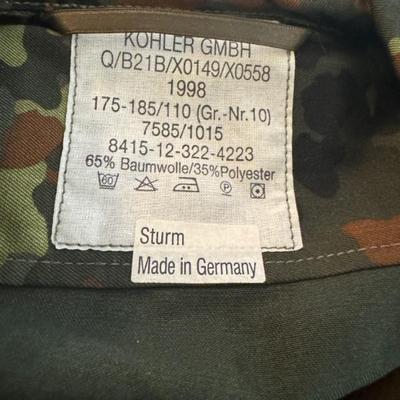 KÖHLER GMBH
Q/B21B/X0149/X0558
1998
175-185/110 (Gr.-Nr.10)
7585/1015
8415-12-322-4223
65% Baumwolle/35%Polyester
60 P
Sturm
Made in Germany